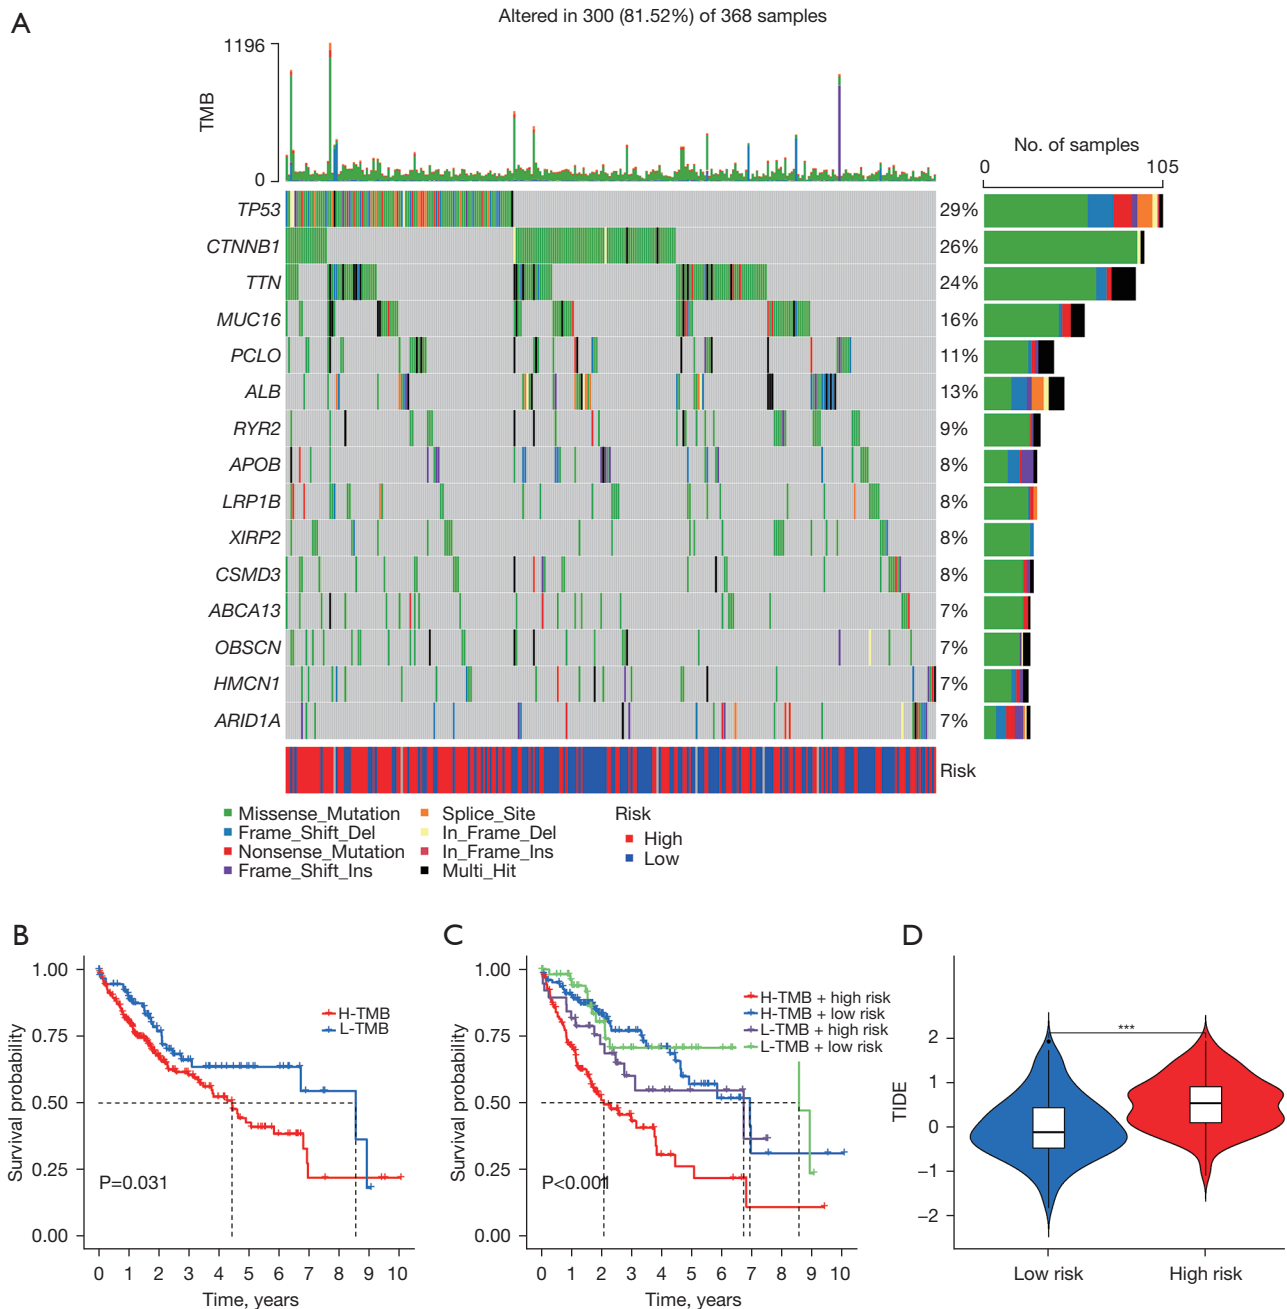 A
Altered in 300 (81.52%) of 368 samples
1196
TMB
0
No. of samples
0 105
TP53 29%
CTNNB1 26%
TTN 24%
MUC16 16%
PCLO 11%
ALB 13%
RYR2 9%
APOB 8%
LRP1B 8%
XIRP2 8%
CSMD3 8%
ABCA13 7%
OBSCN 7%
HMCN1 7%
ARID1A 7%
Risk
Missense_Mutation
Frame_Shift_Del
Nonsense_Mutation
Frame_Shift_Ins
Splice_Site
In_Frame_Del
In_Frame_Ins
Multi_Hit
Risk
High
Low
B
Survival probability
1.00
0.75
0.50
0.25
0.00
H-TMB
L-TMB
P=0.031
0 1 2 3 4 5 6 7 8 9 10
Time, years
C
Survival probability
1.00
0.75
0.50
0.25
0.00
H-TMB + high risk
H-TMB + low risk
L-TMB + high risk
L-TMB + low risk
P<0.001
0 1 2 3 4 5 6 7 8 9 10
Time, years
D
TIDE
2
1
0
−1
−2
***
Low risk High risk